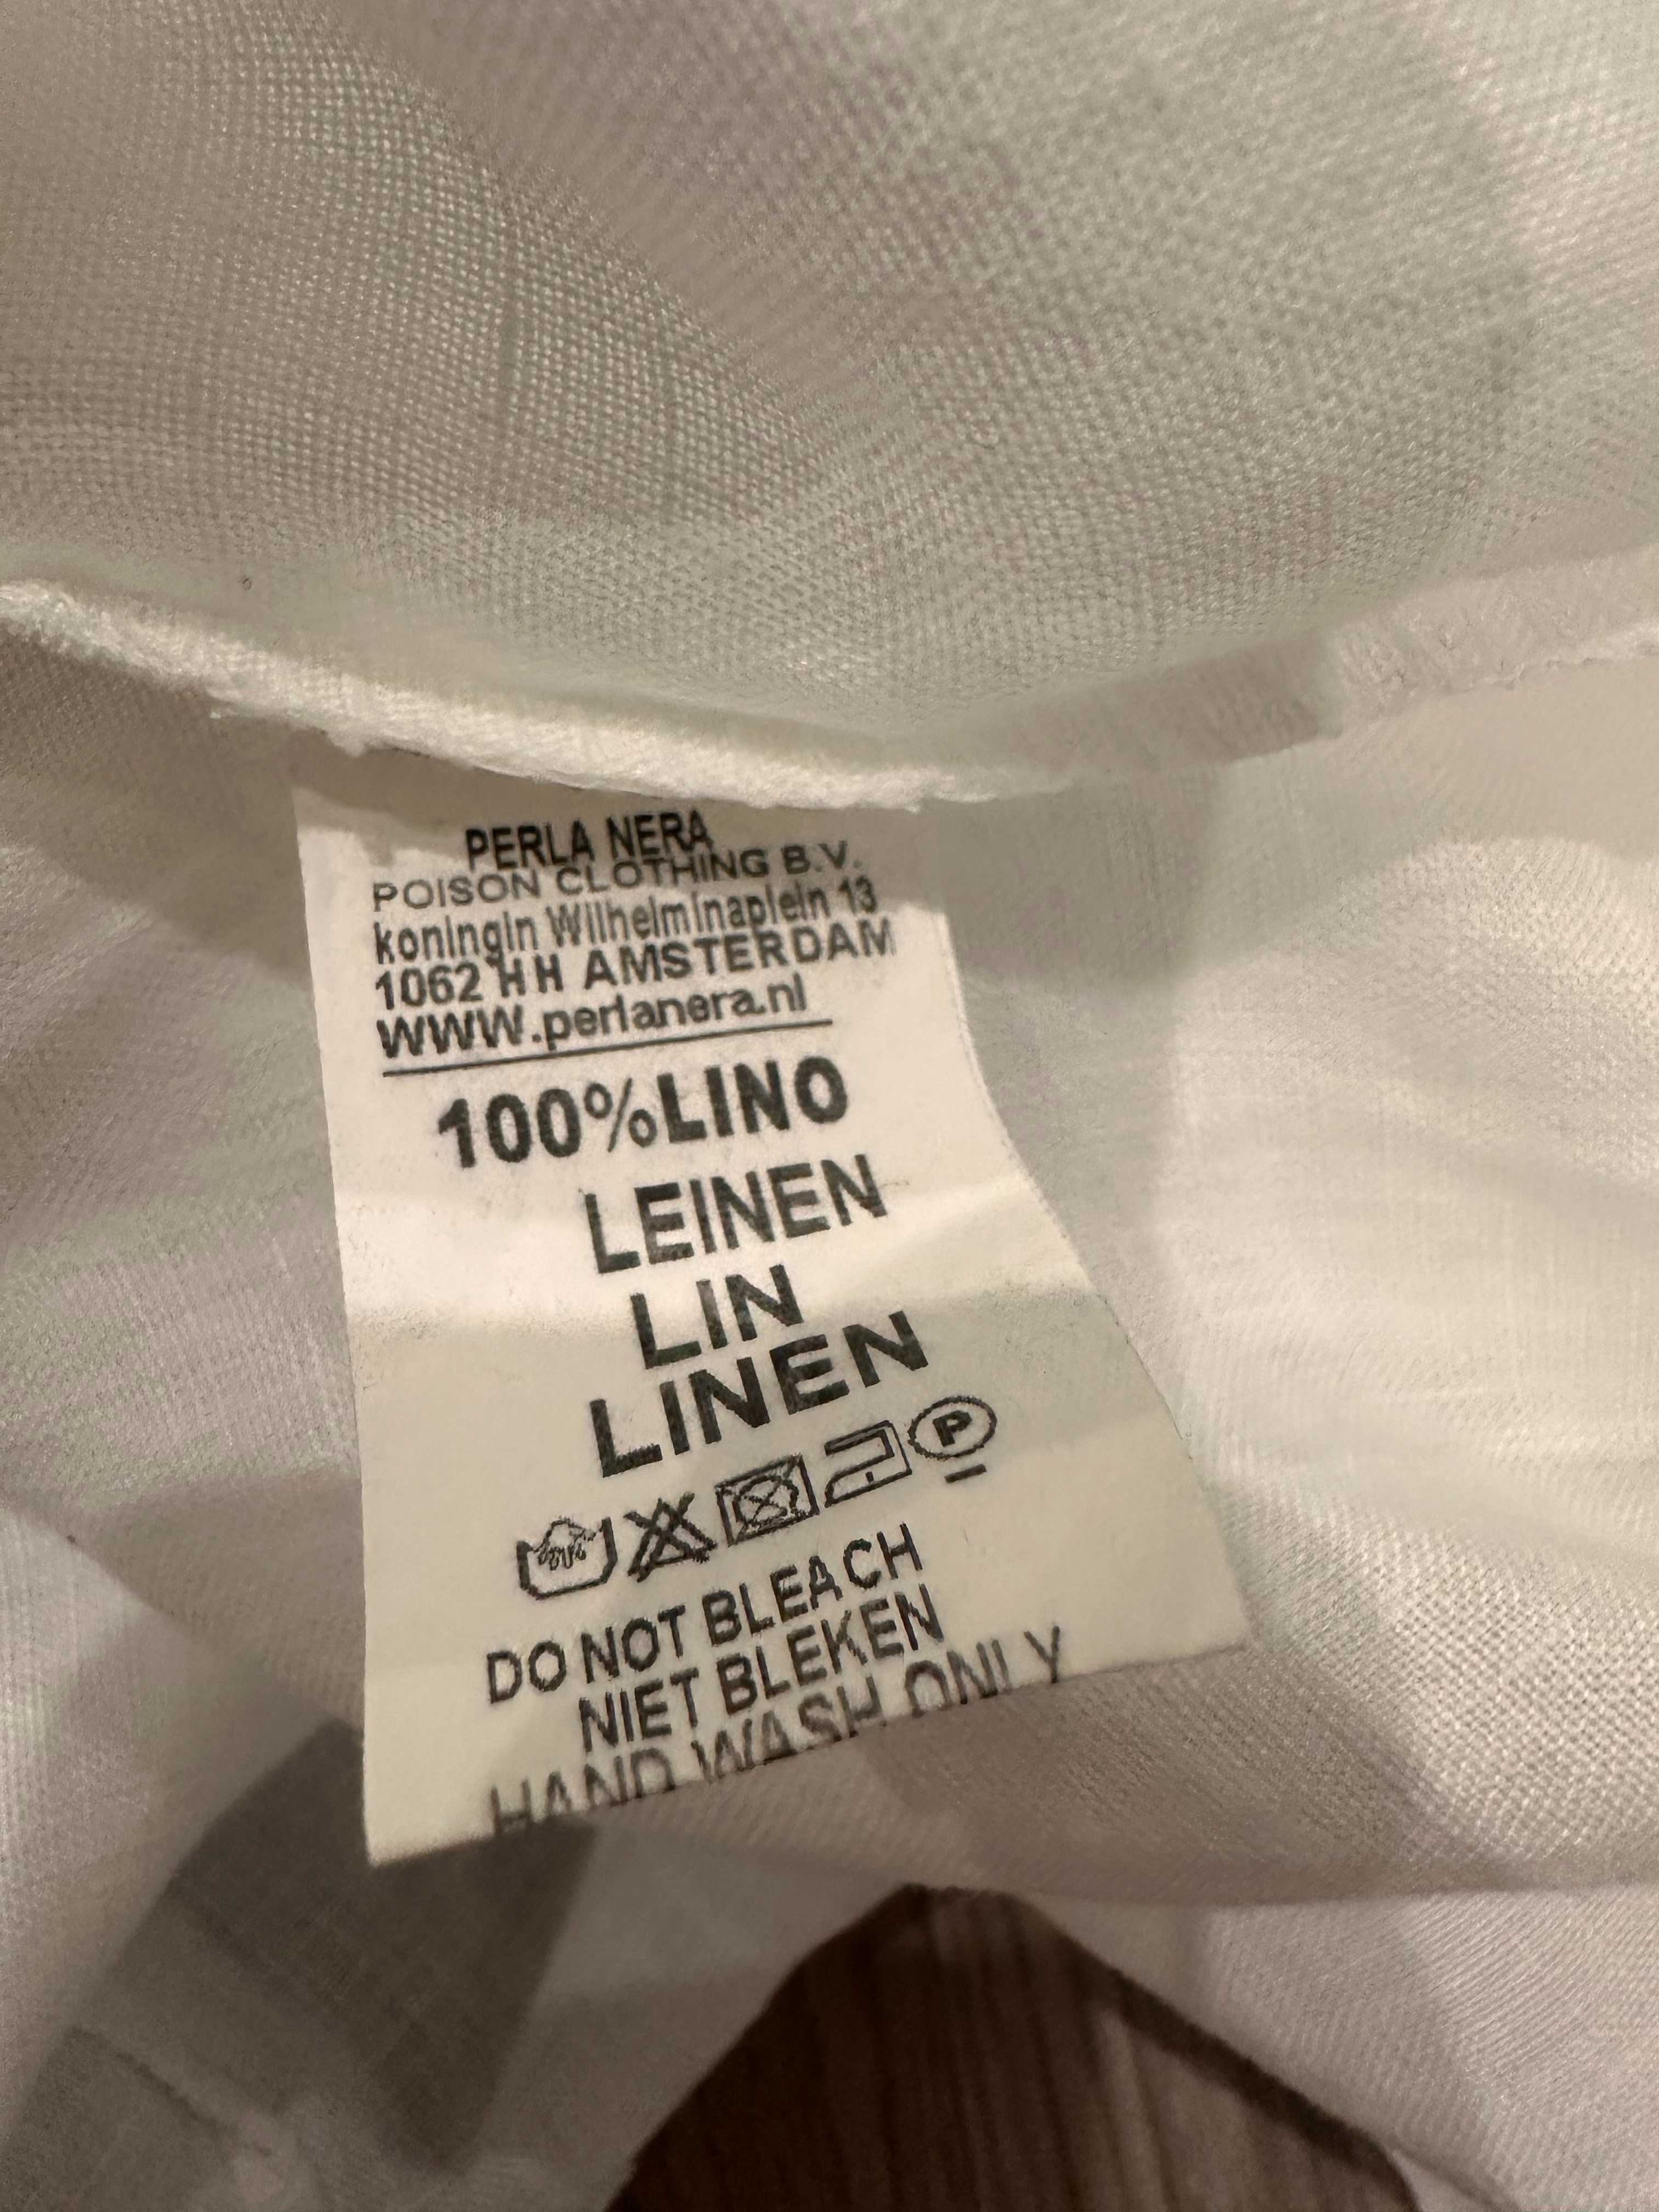 PERLA NERA
POISON CLOTHING B.V.
koningin Wilhelminaplein 13
1062 HH AMSTERDAM
WWW.perlanera.nl
100%LINO
LEINEN
LIN
LINEN
P
DO NOT BLEACH
NIET BLEKEN
HAND WASH ONLY